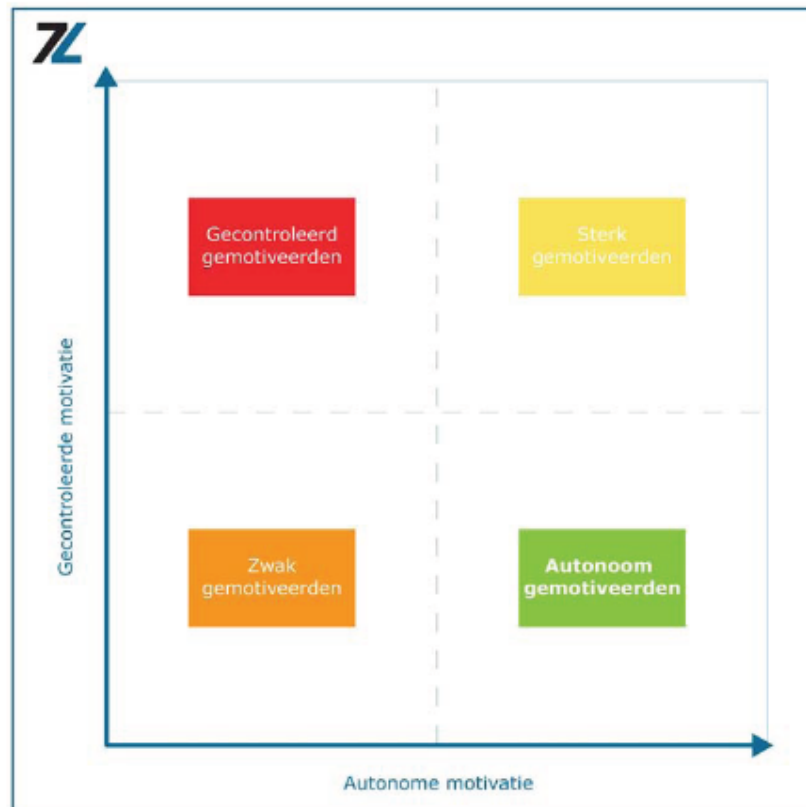 7L
Gecontroleerd
gemotiveerden
Sterk
gemotiveerden
Gecontroleerde motivatie
Zwak
gemotiveerden
Autonoom
gemotiveerden
Autonome motivatie